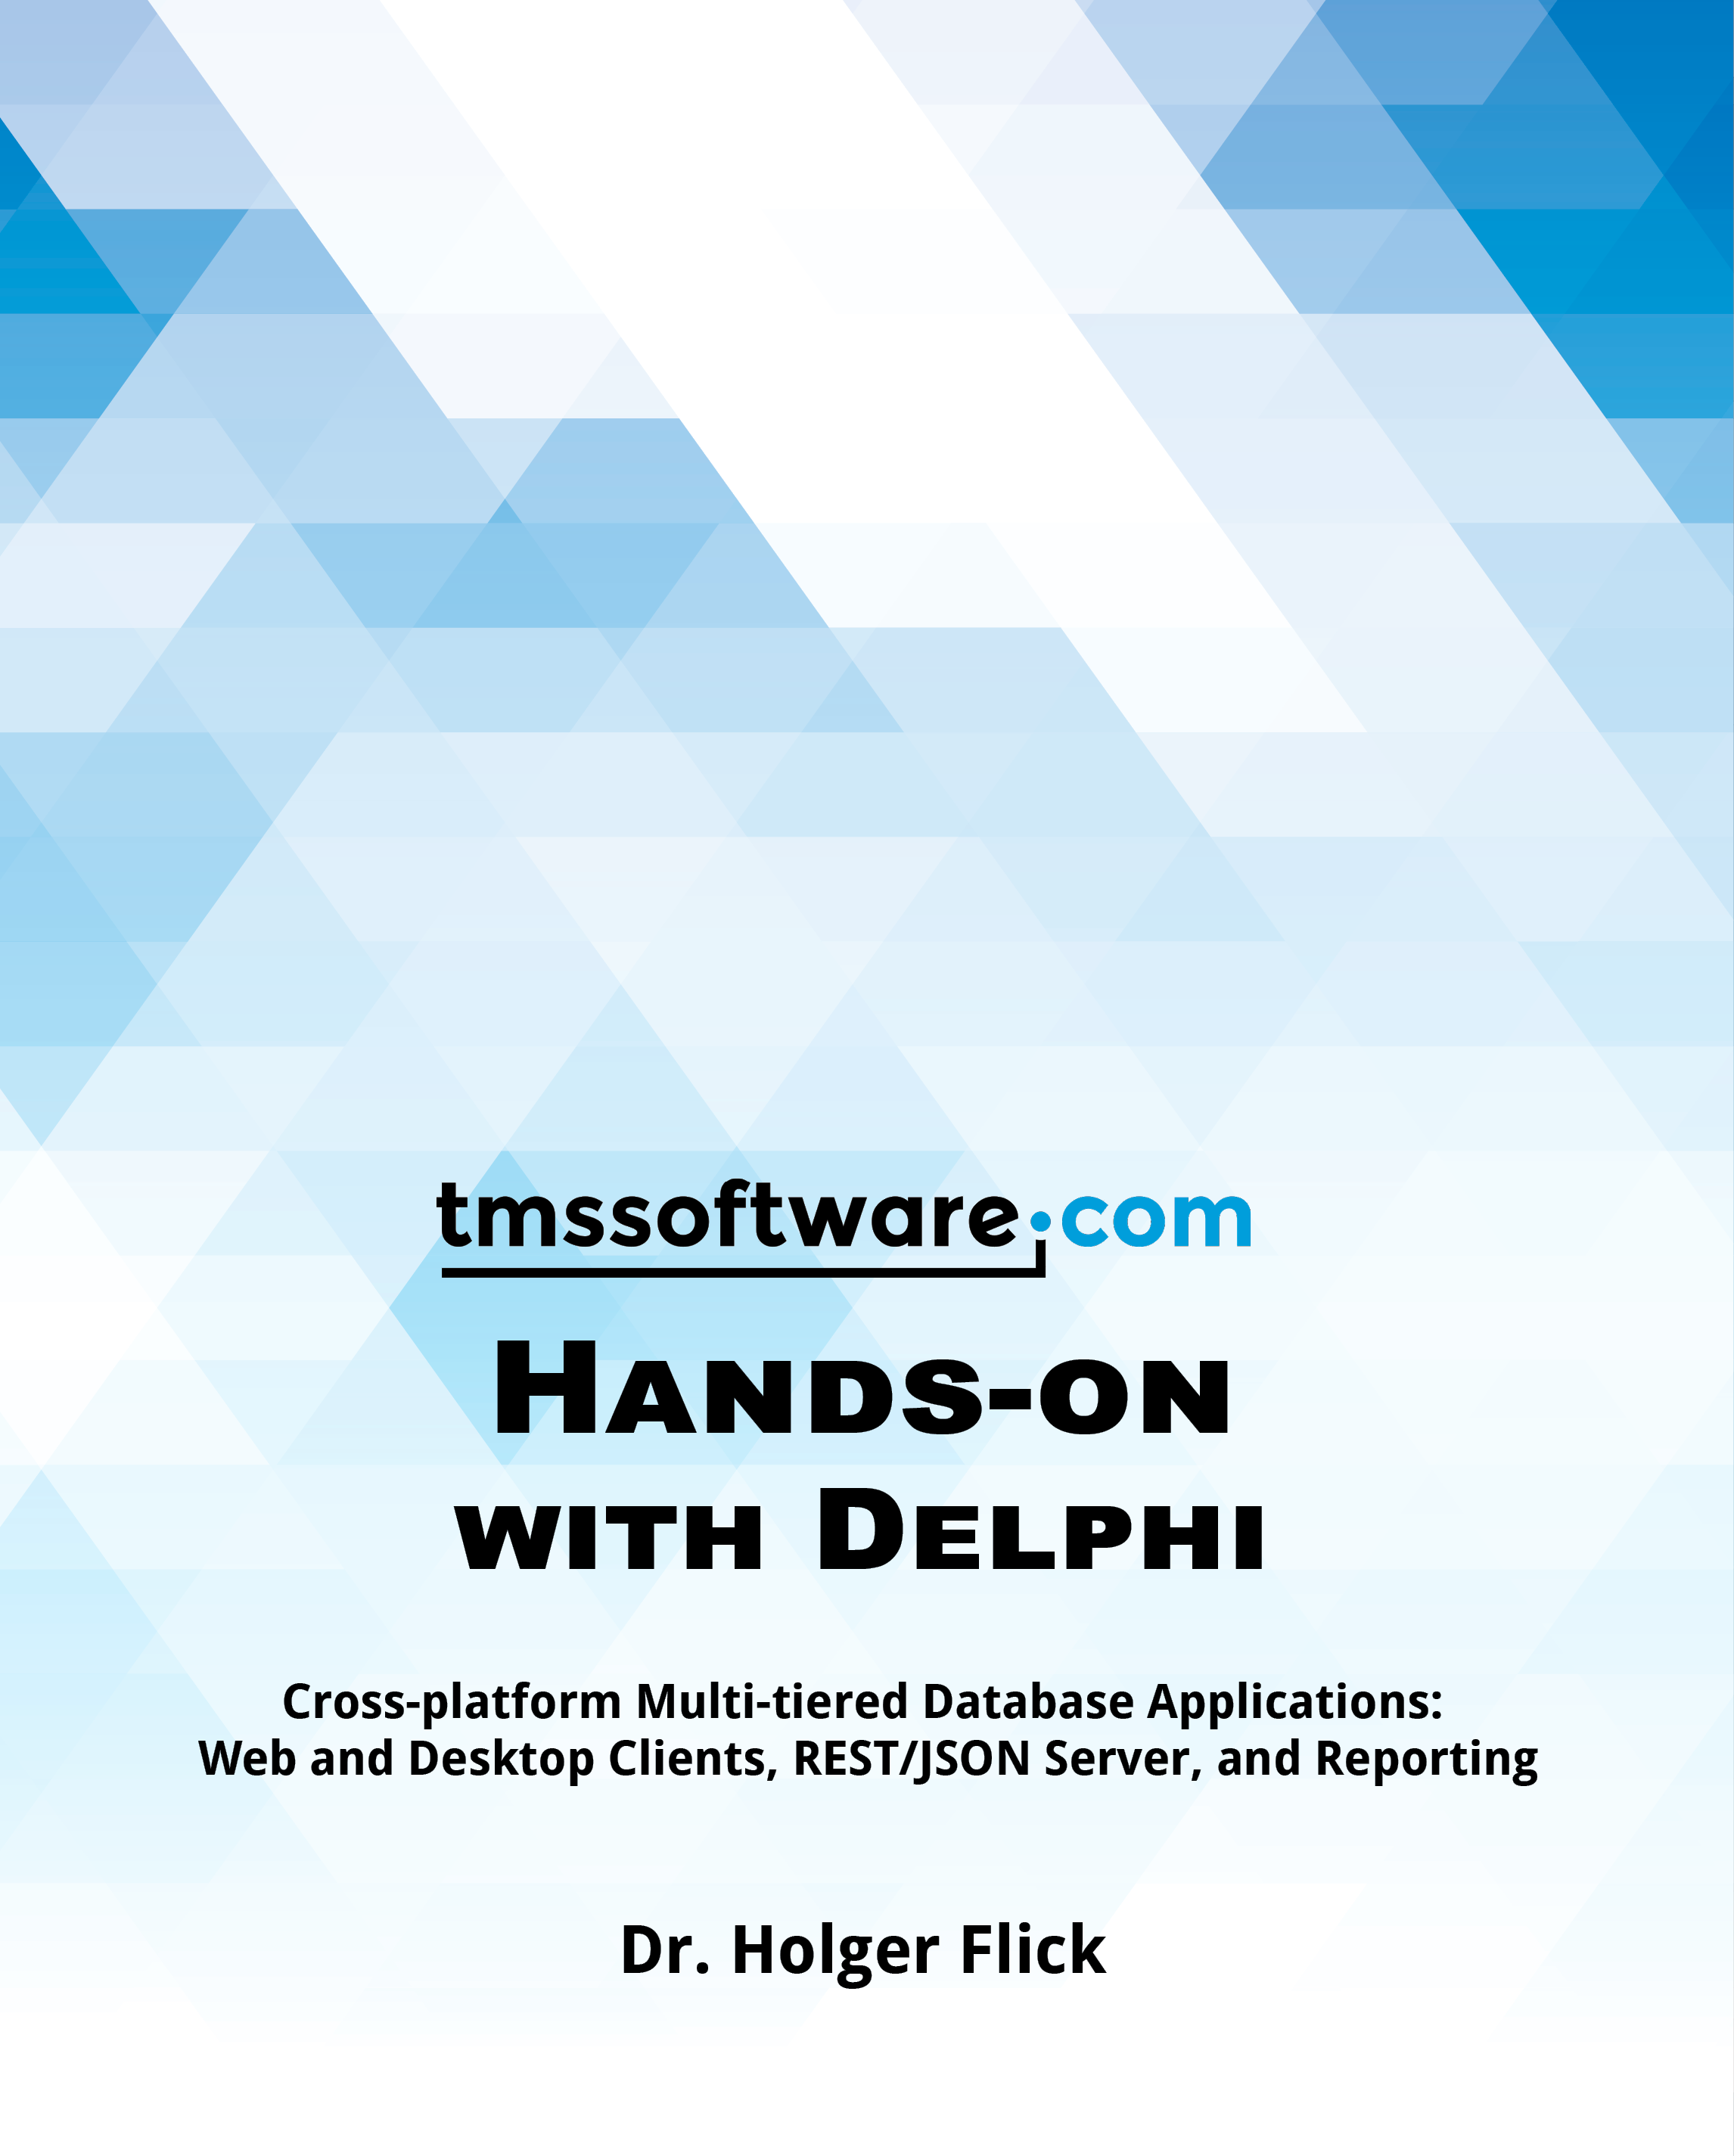 tmssoftware.com
Hands-on
with Delphi
Cross-platform Multi-tiered Database Applications:
Web and Desktop Clients, REST/JSON Server, and Reporting
Dr. Holger Flick